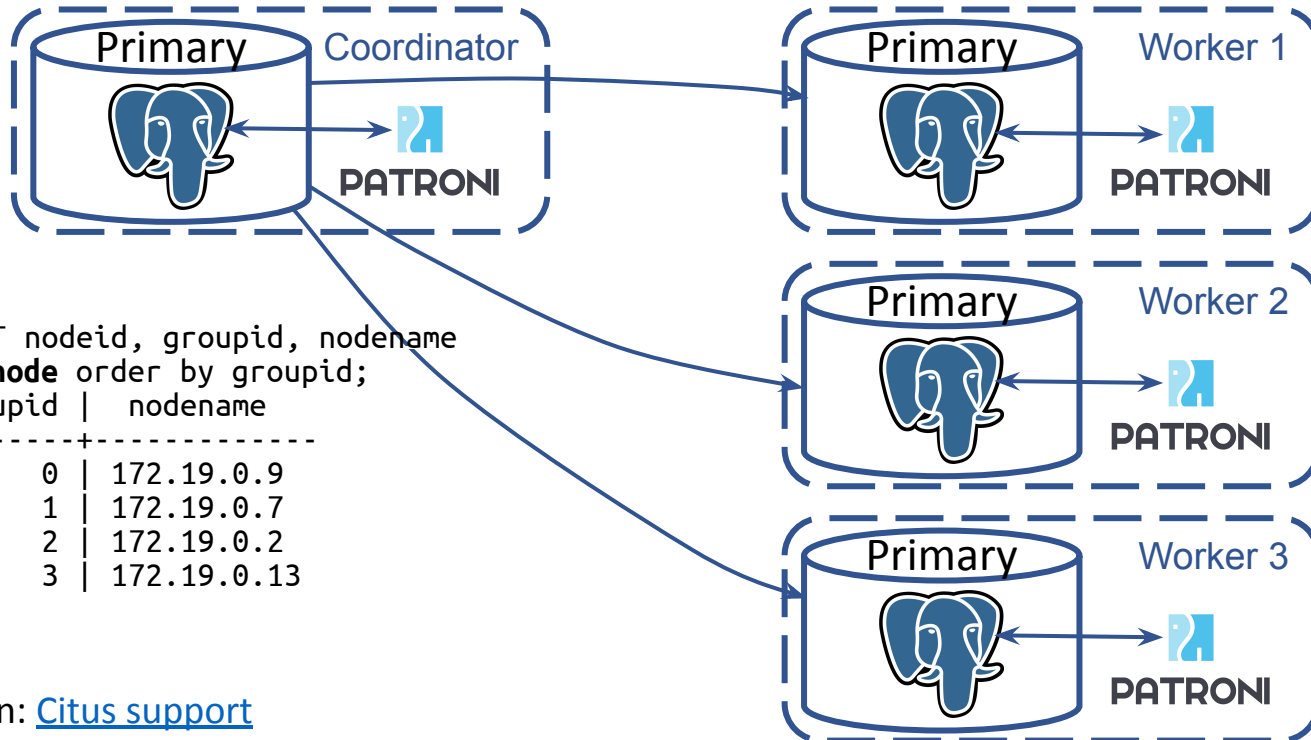 Primary
Coordinator
PATRONI
Primary
Worker 1
PATRONI
Primary
Worker 2
PATRONI
Primary
Worker 3
PATRONI
nodeid, groupid, nodename
node order by groupid;
| nodename
-----+-------------
0 | 172.19.0.9
1 | 172.19.0.7
2 | 172.19.0.2
3 | 172.19.0.13
Citus support